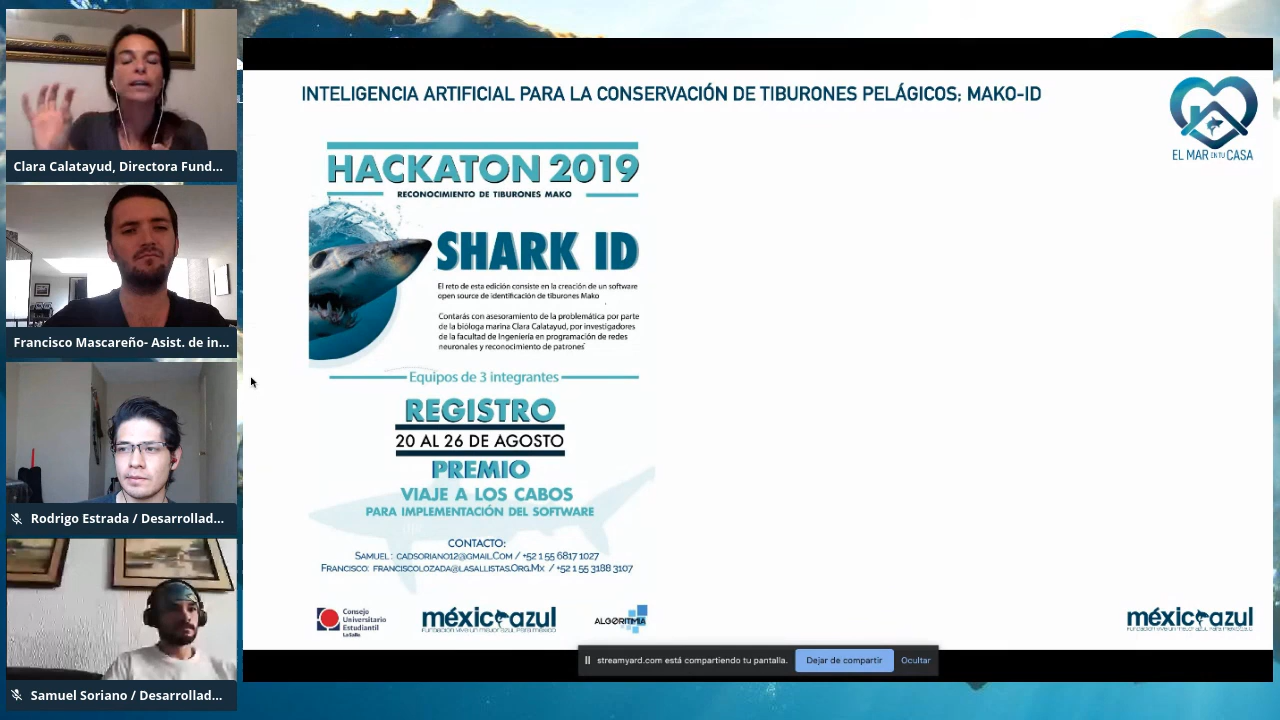 Clara Calatayud, Directora Fund...
Francisco Mascareño- Asist. de in...
Rodrigo Estrada / Desarrollad...
Samuel Soriano / Desarrollad...
INTELIGENCIA ARTIFICIAL PARA LA CONSERVACIÓN DE TIBURONES PELÁGICOS: MAKO-ID
EL MAR EN TU CASA
HACKATON 2019
RECONOCIMIENTO DE TIBURONES MAKO
SHARK ID
El reto de esta edición consiste en la creación de un software
open source de identificación de tiburones Mako
Contarás con asesoramiento de la problemática por parte
de la bióloga marina Clara Calatayud, por investigadores
de la facultad de Ingeniería en programación de redes
neuronales y reconocimiento de patrones
Equipos de 3 integrantes
REGISTRO
20 AL 26 DE AGOSTO
PREMIO
VIAJE A LOS CABOS
PARA IMPLEMENTACIÓN DEL SOFTWARE
CONTACTO:
SAMUEL : CADSORIANO12@GMAIL.COM / +52 1 55 6817 1027
FRANCISCO: FRANCISCOLOZADA@LASALLISTAS.ORG.MX / +52 1 55 3188 3107
Consejo
Universitario
Estudiantil
LaSalle
méxicoazul
ALGORITMIA
méxicoazul
streamyard.com está compartiendo tu pantalla.
Dejar de compartir
Ocultar